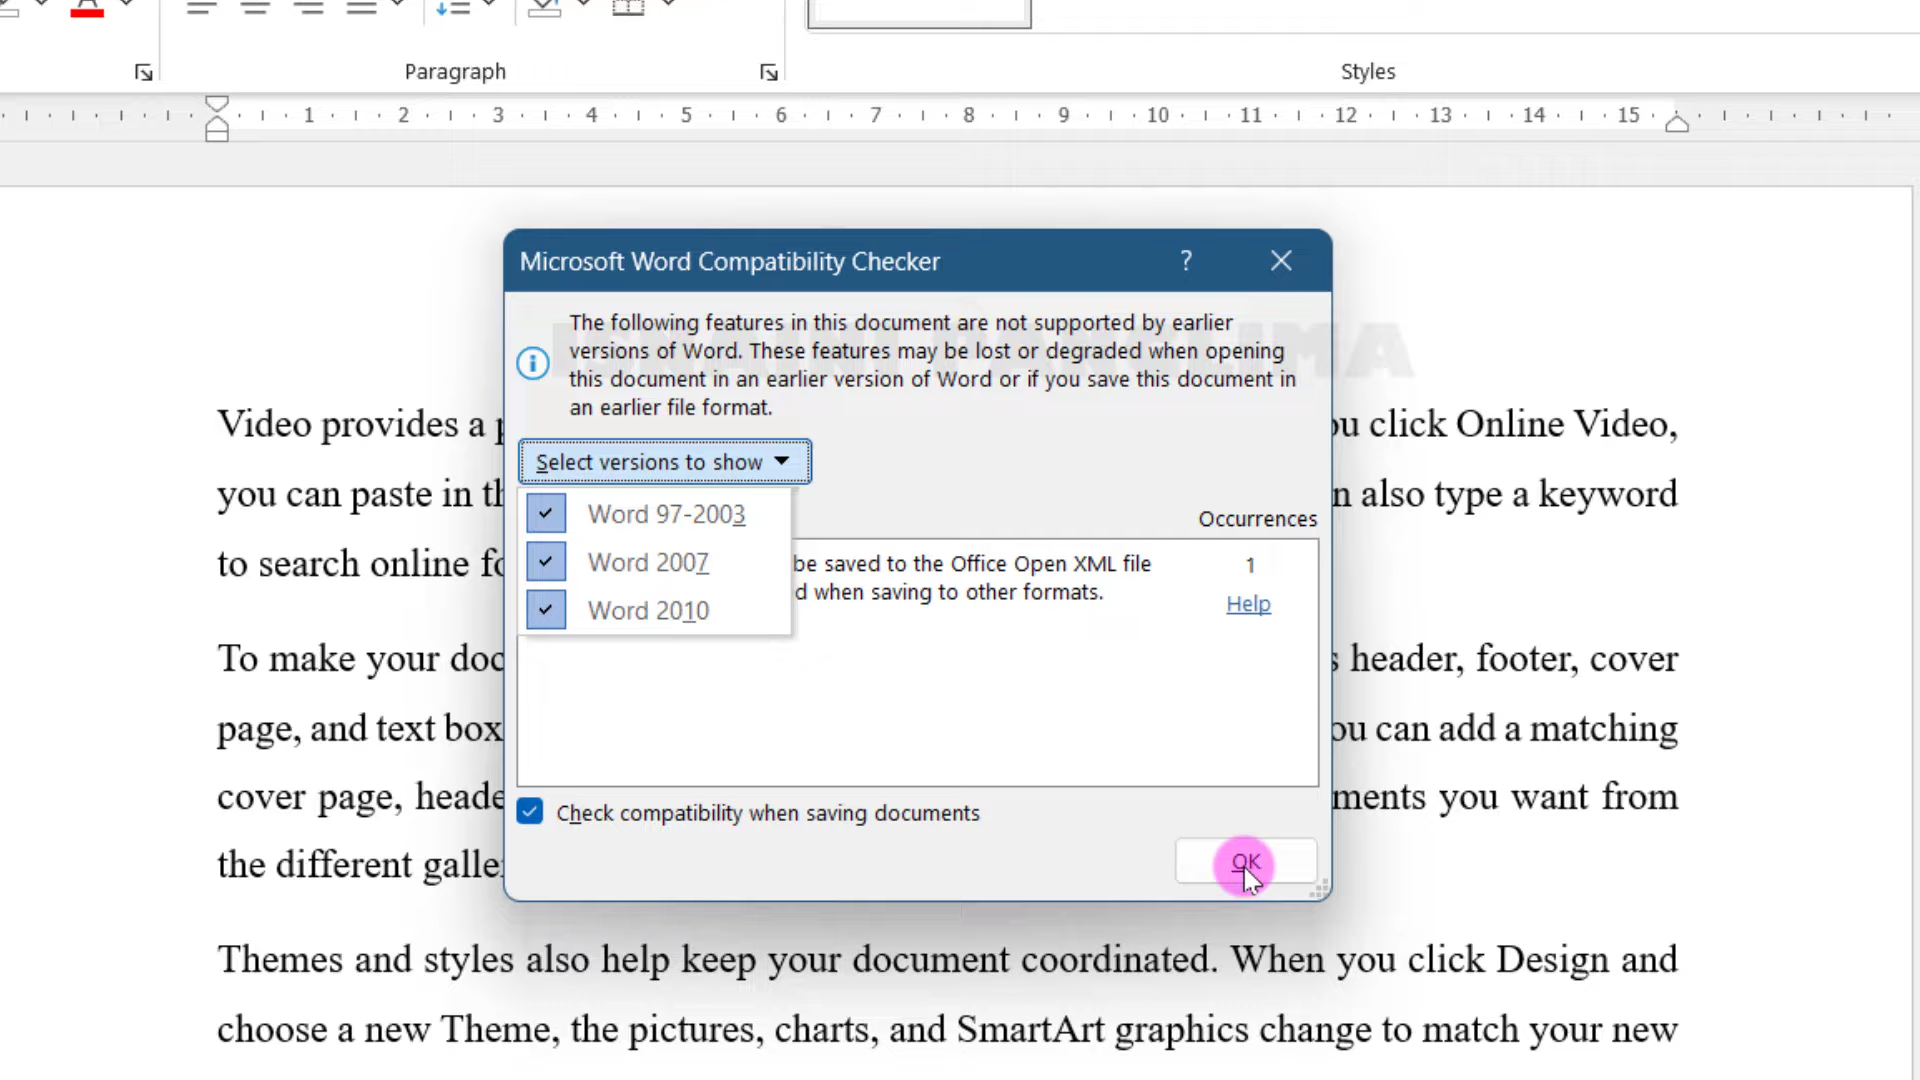 Paragraph
Styles
1 2 3 4 5 6 7 8 9 10 11 12 13 14 15
Microsoft Word Compatibility Checker
?
The following features in this document are not supported by earlier
versions of Word. These features may be lost or degraded when opening
this document in an earlier version of Word or if you save this document in
an earlier file format.
Select versions to show
Word 97-2003
Word 2007
Word 2010
Occurrences
be saved to the Office Open XML file
when saving to other formats.
1
Help
Check compatibility when saving documents
OK
PANGLIMA
Video provides a ou click Online Video,
you can paste in n also type a keyword
to search online
To make your header, footer, cover
page, and text box ou can add a matching
cover page, ments you want from
the different
Themes and styles also help keep your document coordinated. When you click Design and
choose a new Theme, the pictures, charts, and SmartArt graphics change to match your new